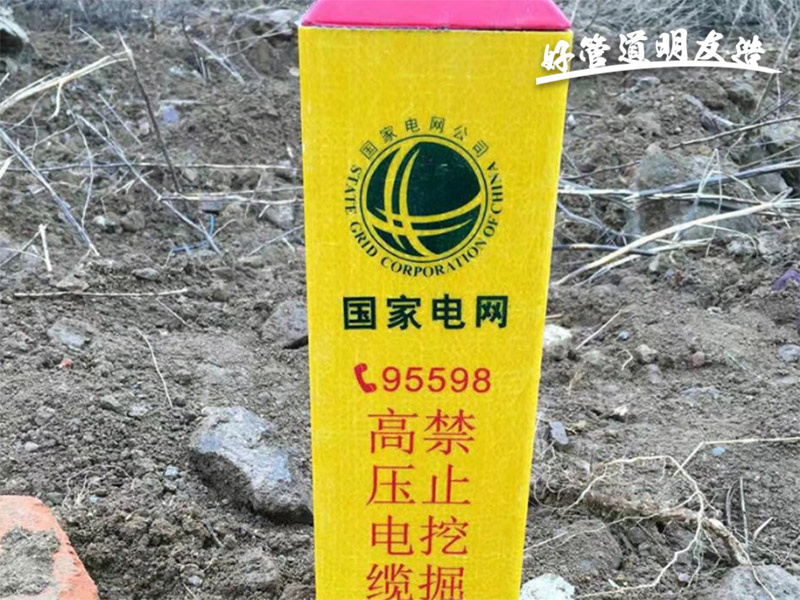 好管道明友谐
国家电网公司
STATE GRID CORPORATION OF CHINA
国家电网
95598
高压电缆
禁止挖掘